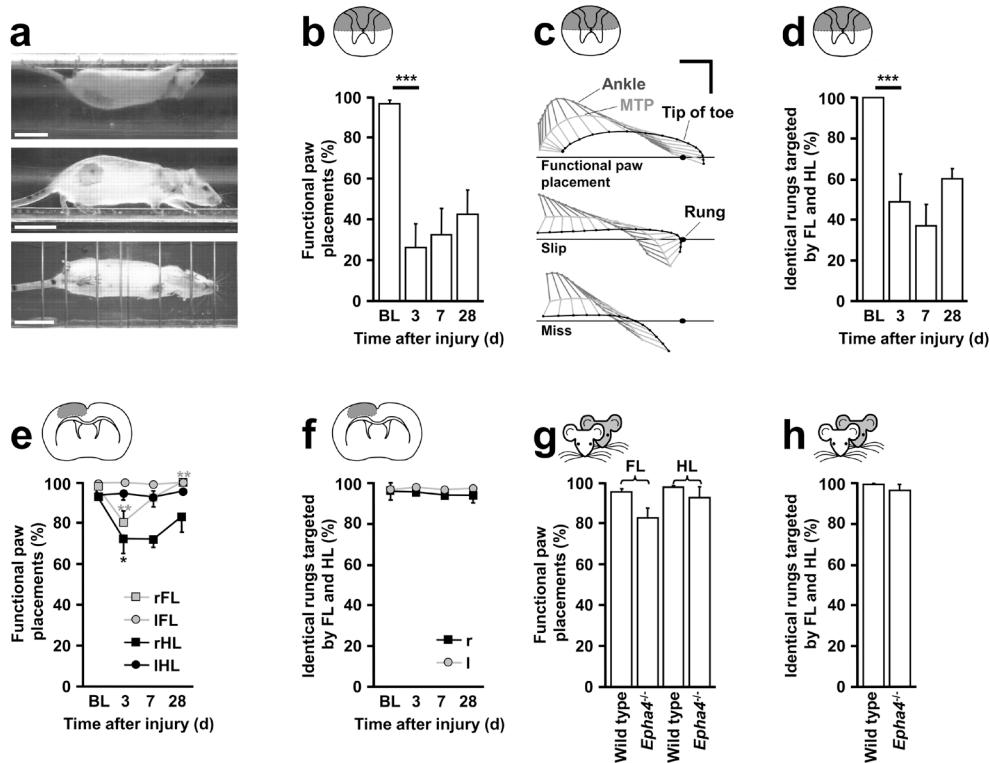 a
b
c
d
Functional paw
placements (%)
100
80
60
40
20
0
***
BL 3 7 28
Time after injury (d)
Ankle
MTP
Tip of toe
Functional paw
placement
Rung
Slip
Miss
Identical rungs targeted
by FL and HL (%)
100
80
60
40
20
0
***
BL 3 7 28
Time after injury (d)
e
f
g
h
Functional paw
placements (%)
100
80
60
40
20
0
**
**
*
rFL
lFL
rHL
lHL
BL 3 7 28
Time after injury (d)
Identical rungs targeted
by FL and HL (%)
100
80
60
40
20
0
r
l
BL 3 7 28
Time after injury (d)
Functional paw
placements (%)
100
80
60
40
20
0
FL HL
Wild type
Epha4-/-
Wild type
Epha4-/-
Identical rungs targeted
by FL and HL (%)
100
80
60
40
20
0
Wild type
Epha4-/-